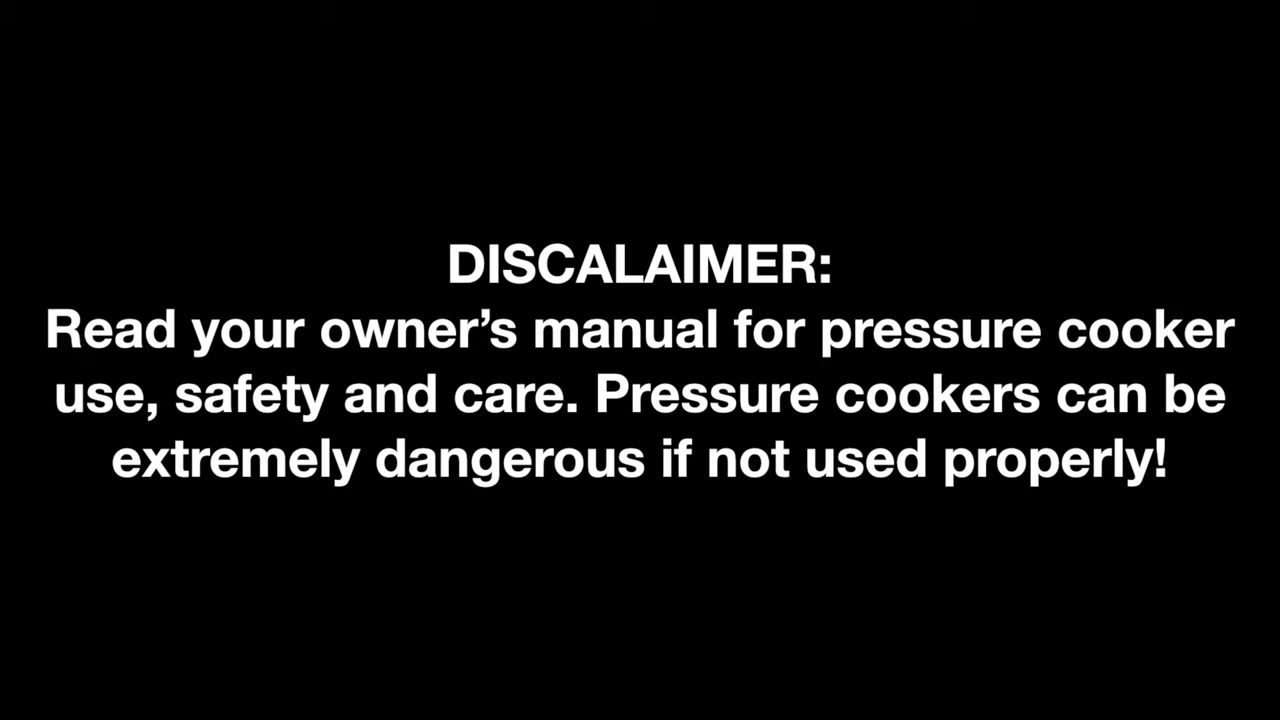 DISCALAIMER:
Read your owner’s manual for pressure cooker
use, safety and care. Pressure cookers can be
extremely dangerous if not used properly!